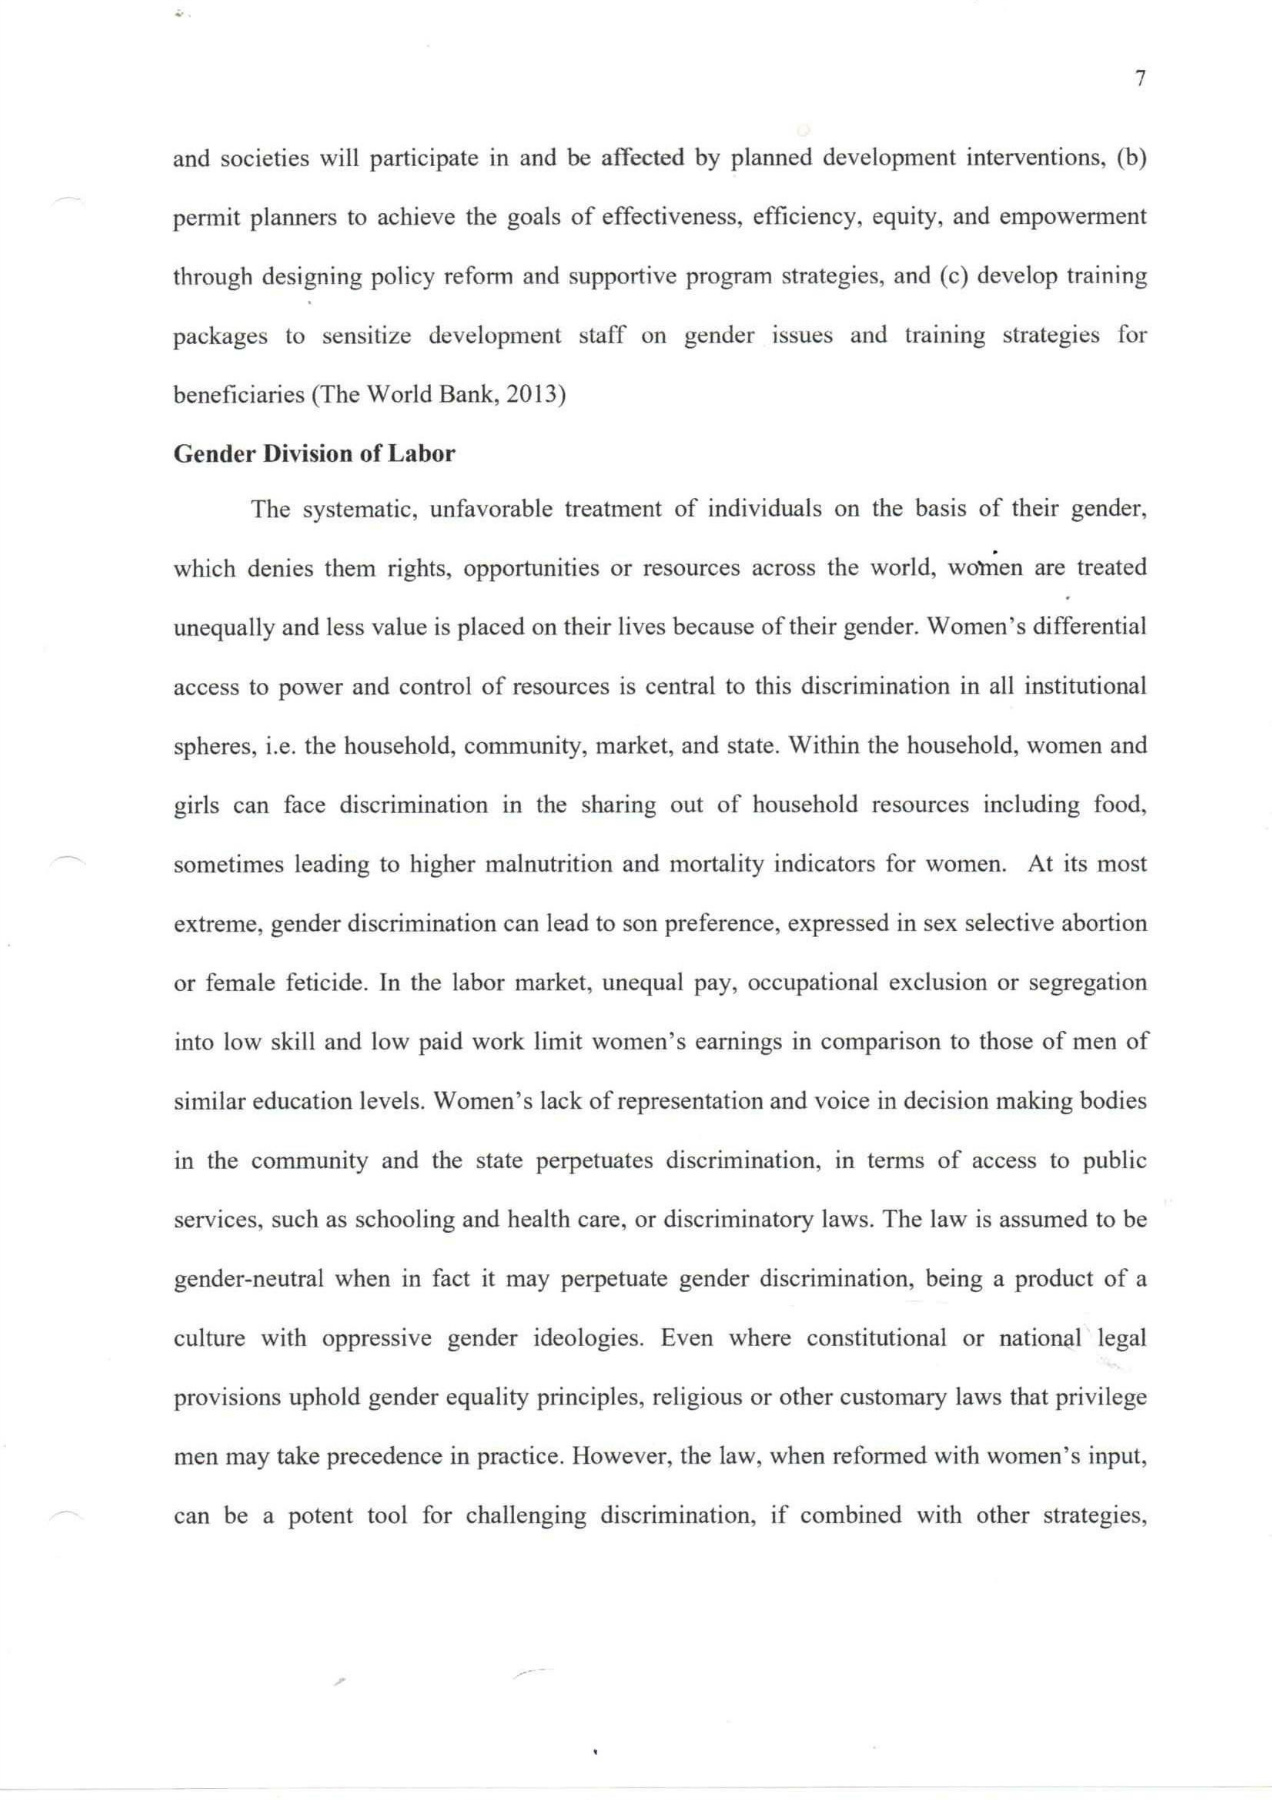 7
and societies will participate in and be affected by planned development interventions, (b)
permit planners to achieve the goals of effectiveness, efficiency, equity, and empowerment
through designing policy reform and supportive program strategies, and (c) develop training
packages to sensitize development staff on gender issues and training strategies for
beneficiaries (The World Bank, 2013)
Gender Division of Labor
The systematic, unfavorable treatment of individuals on the basis of their gender,
which denies them rights, opportunities or resources across the world, women are treated
unequally and less value is placed on their lives because of their gender. Women's differential
access to power and control of resources is central to this discrimination in all institutional
spheres, i.e. the household, community, market, and state. Within the household, women and
girls can face discrimination in the sharing out of household resources including food,
sometimes leading to higher malnutrition and mortality indicators for women. At its most
extreme, gender discrimination can lead to son preference, expressed in sex selective abortion
or female feticide. In the labor market, unequal pay, occupational exclusion or segregation
into low skill and low paid work limit women's earnings in comparison to those of men of
similar education levels. Women's lack of representation and voice in decision making bodies
in the community and the state perpetuates discrimination, in terms of access to public
services, such as schooling and health care, or discriminatory laws. The law is assumed to be
gender-neutral when in fact it may perpetuate gender discrimination, being a product of a
culture with oppressive gender ideologies. Even where constitutional or national legal
provisions uphold gender equality principles, religious or other customary laws that privilege
men may take precedence in practice. However, the law, when reformed with women's input,
can be a potent tool for challenging discrimination, if combined with other strategies,